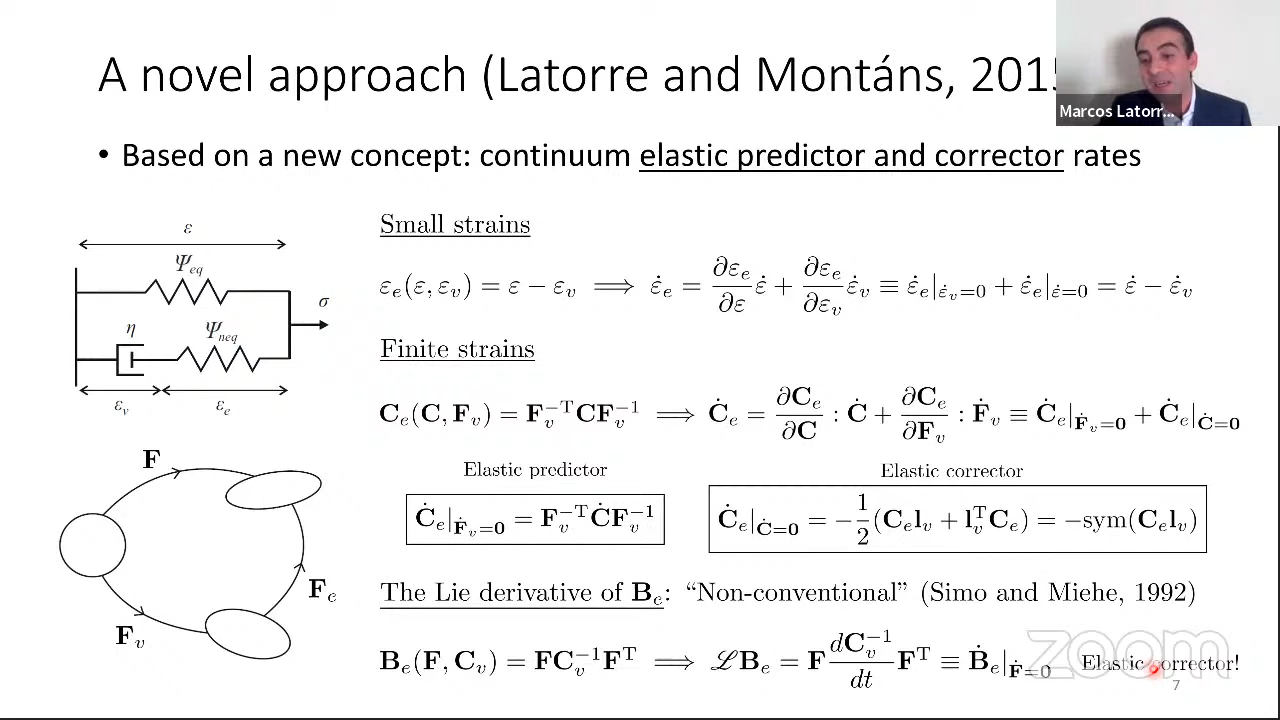 A novel approach (Latorre and Montáns, 2015
Marcos Latorr...
• Based on a new concept: continuum elastic predictor and corrector rates
Small strains
ε_e(ε, ε_v) = ε − ε_v ⟹ ε̇_e = ∂ε_e/∂ε ε̇ + ∂ε_e/∂ε_v ε̇_v ≡ ε̇_e|_{ε̇_v=0} + ε̇_e|_{ε̇=0} = ε̇ − ε̇_v
ε
Ψ_eq
σ
η
Ψ_neq
ε_v
ε_e
Finite strains
C_e(C, F_v) = F_v^{−T}CF_v^{−1} ⟹ Ċ_e = ∂C_e/∂C : Ċ + ∂C_e/∂F_v : Ḟ_v ≡ Ċ_e|_{Ḟ_v=0} + Ċ_e|_{Ċ=0}
F
F_e
F_v
Elastic predictor
Ċ_e|_{Ḟ_v=0} = F_v^{−T}ĊF_v^{−1}
Elastic corrector
Ċ_e|_{Ċ=0} = −1/2(C_e l_v + l_v^T C_e) = −sym(C_e l_v)
The Lie derivative of B_e: “Non-conventional” (Simo and Miehe, 1992)
B_e(F, C_v) = FC_v^{−1}F^T ⟹ ℒB_e = F dC_v^{−1}/dt F^T ≡ Ḃ_e|_{Ḟ=0} Elastic corrector!
zoom
7